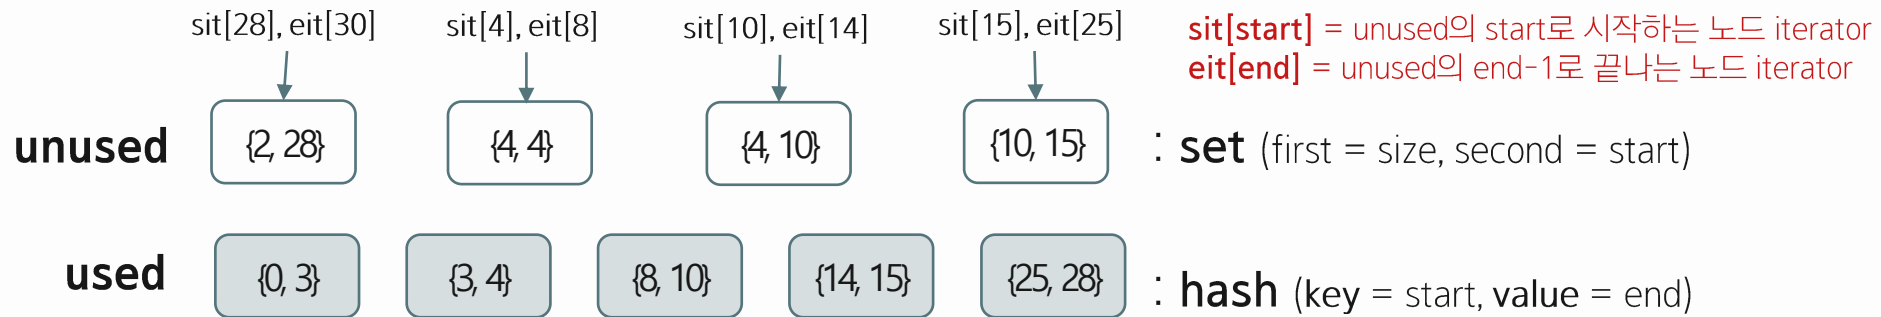 sit[28], eit[30] sit[4], eit[8] sit[10], eit[14] sit[15], eit[25]
sit[start] = unused의 start로 시작하는 노드 iterator
eit[end] = unused의 end-1로 끝나는 노드 iterator
unused {2, 28} {4, 4} {4, 10} {10, 15} : set (first = size, second = start)
used {0, 3} {3, 4} {8, 10} {14, 15} {25, 28} : hash (key = start, value = end)